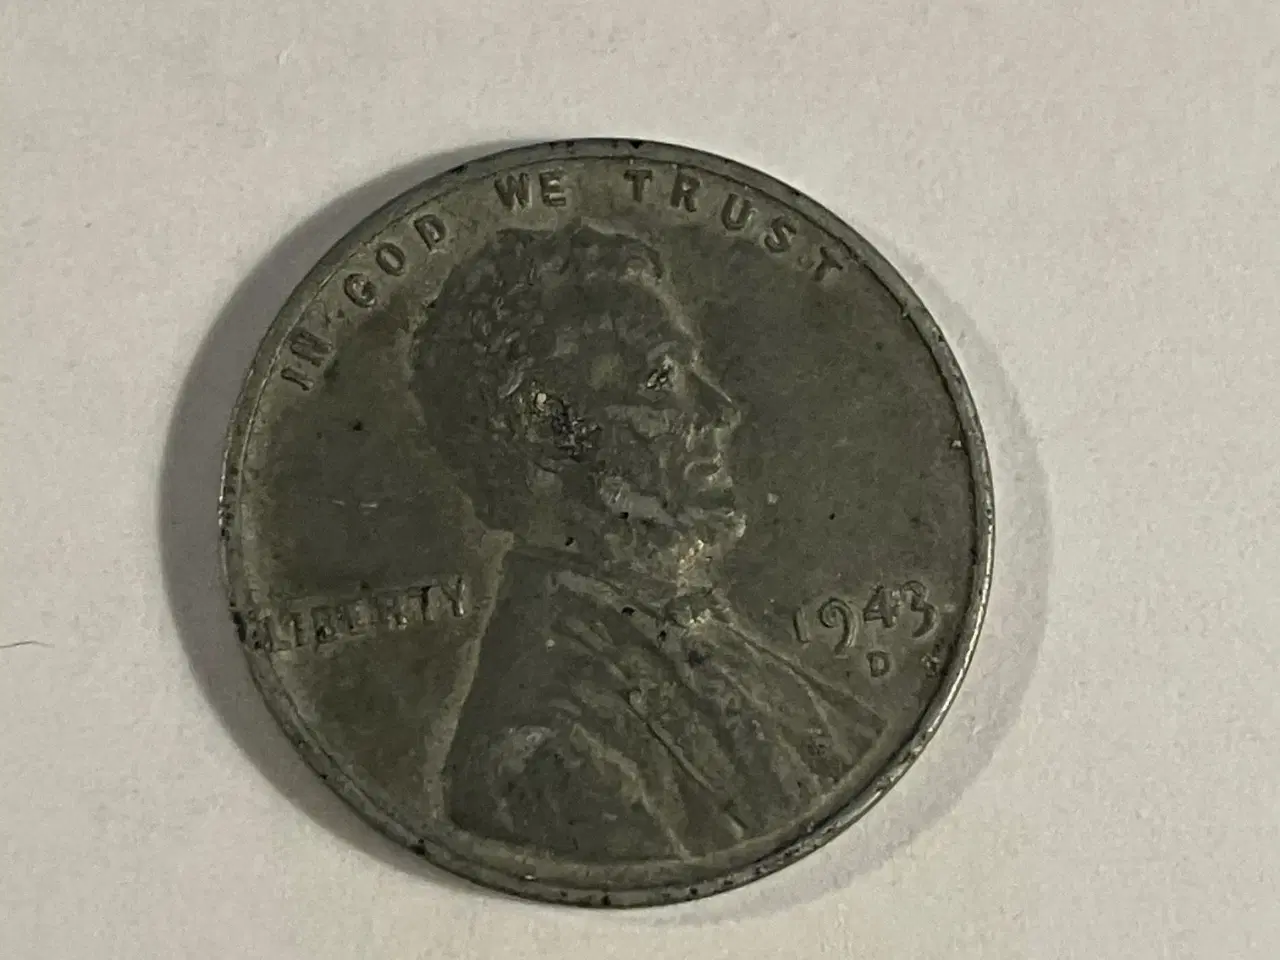 IN GOD WE TRUST
LIBERTY
1943
D